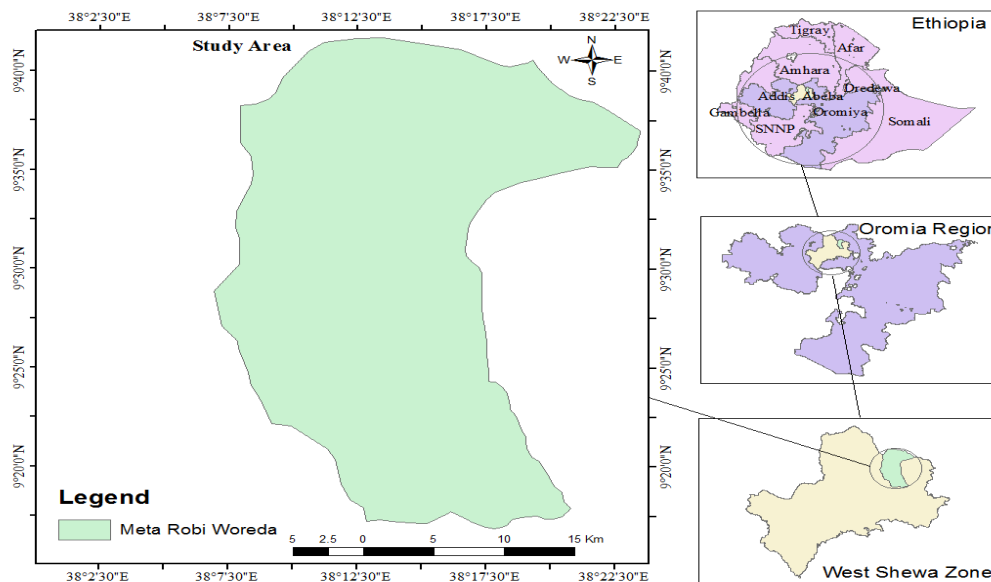 38°2'30"E 38°7'30"E 38°12'30"E 38°17'30"E 38°22'30"E
Study Area
N
W E
S
9°40'0"N 9°40'0"N
9°35'0"N 9°35'0"N
9°30'0"N 9°30'0"N
9°25'0"N 9°25'0"N
9°20'0"N 9°20'0"N
Legend
Meta Robi Woreda
5 2.5 0 5 10 15 Km
38°2'30"E 38°7'30"E 38°12'30"E 38°17'30"E 38°22'30"E
Ethiopia
Tigray
Afar
Amhara
Dredewa
Addis Abeba
Gambella Oromiya
SNNP Somali
Oromia Region
West Shewa Zone